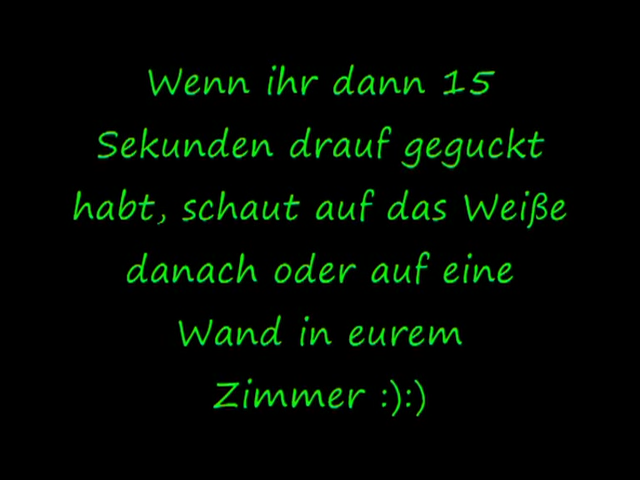 Wenn ihr dann 15
Sekunden drauf geguckt
habt, schaut auf das Weiße
danach oder auf eine
Wand in eurem
Zimmer :):)